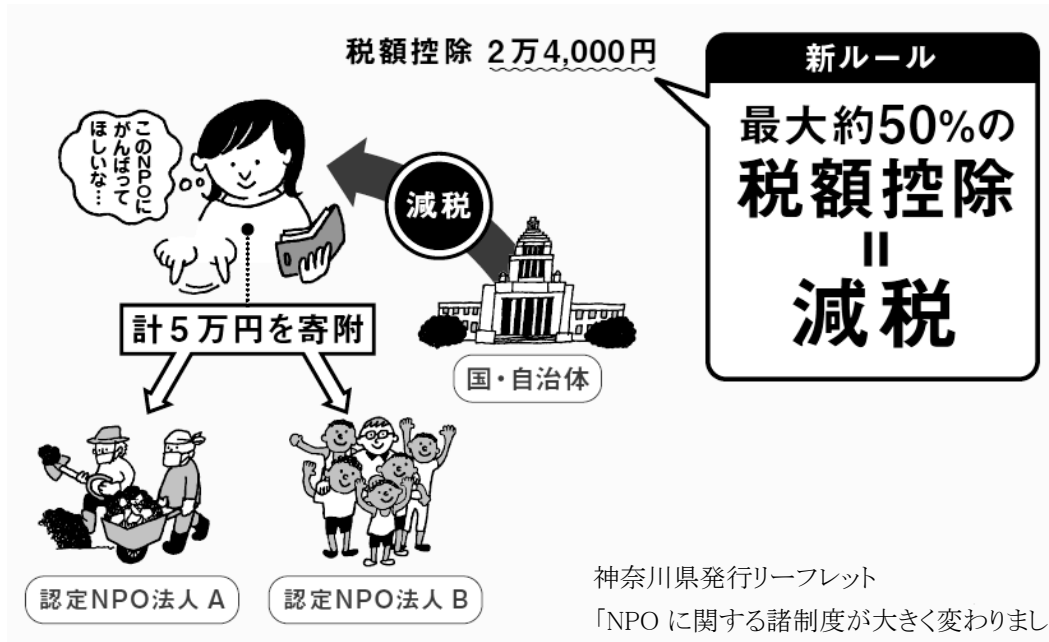 税額控除 2万4,000円
新ルール
最大約50%の
税額控除
=
減税
このNPOに
がんばって
ほしいな…
減税
計5万円を寄附
国・自治体
認定NPO法人 A
認定NPO法人 B
神奈川県発行リーフレット
「NPO に関する諸制度が大きく変わりまし